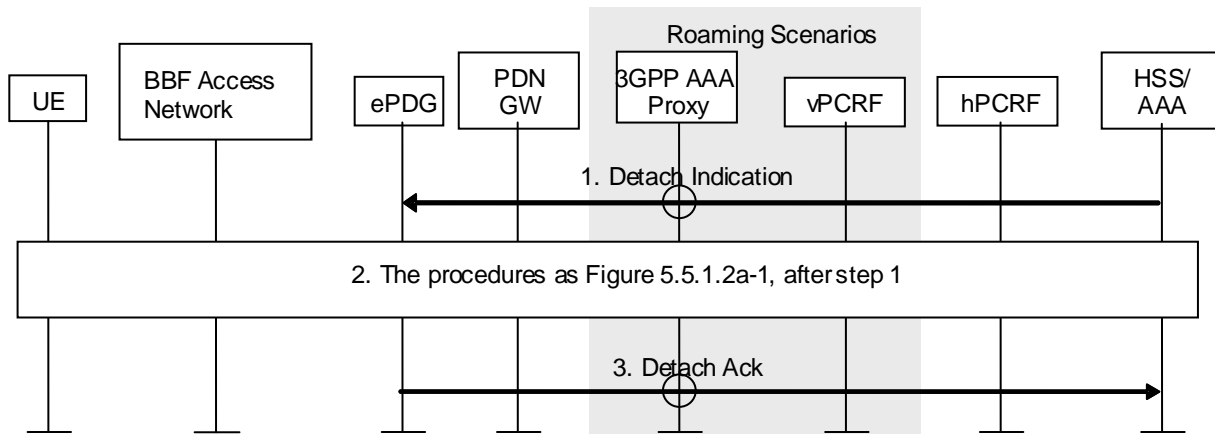 Roaming Scenarios
UE
BBF Access
Network
ePDG
PDN
GW
3GPP AAA
Proxy
vPCRF
hPCRF
HSS/
AAA
1. Detach Indication
2. The procedures as Figure 5.5.1.2a-1, after step 1
3. Detach Ack